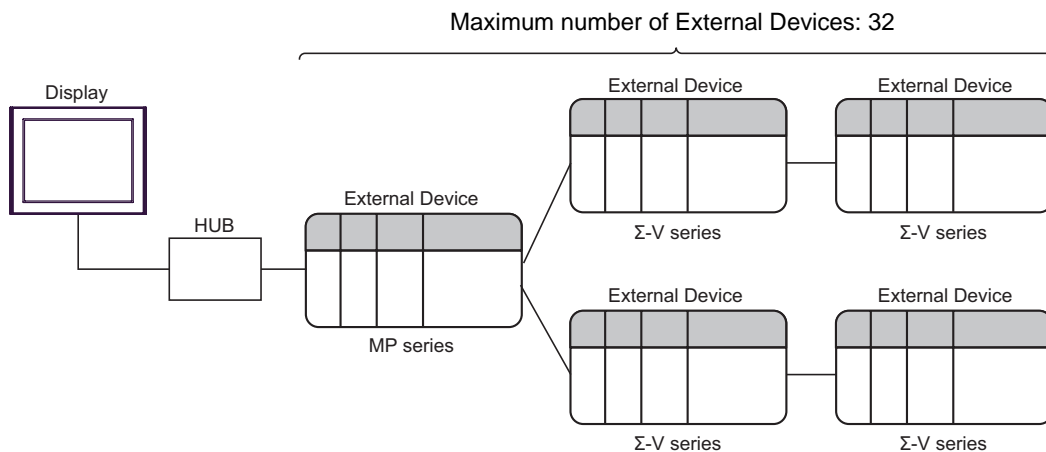 Maximum number of External Devices: 32
Display
External Device
External Device
External Device
HUB
Σ-V series
Σ-V series
External Device
External Device
MP series
Σ-V series
Σ-V series